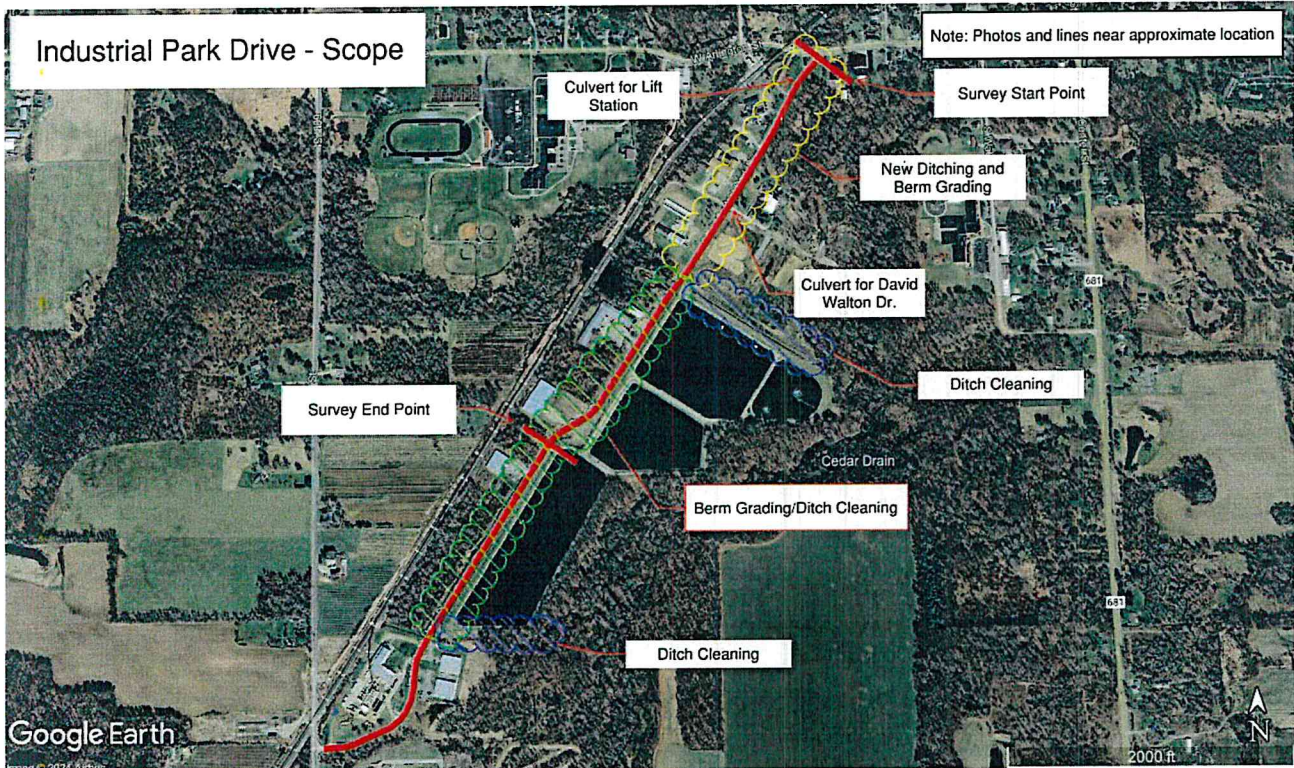 Industrial Park Drive - Scope
Note: Photos and lines near approximate location
Culvert for Lift
Station
Survey Start Point
New Ditching and
Berm Grading
Culvert for David
Walton Dr.
681
Ditch Cleaning
Survey End Point
Cedar Drain
Berm Grading/Ditch Cleaning
681
Ditch Cleaning
Google Earth
N
2000 ft